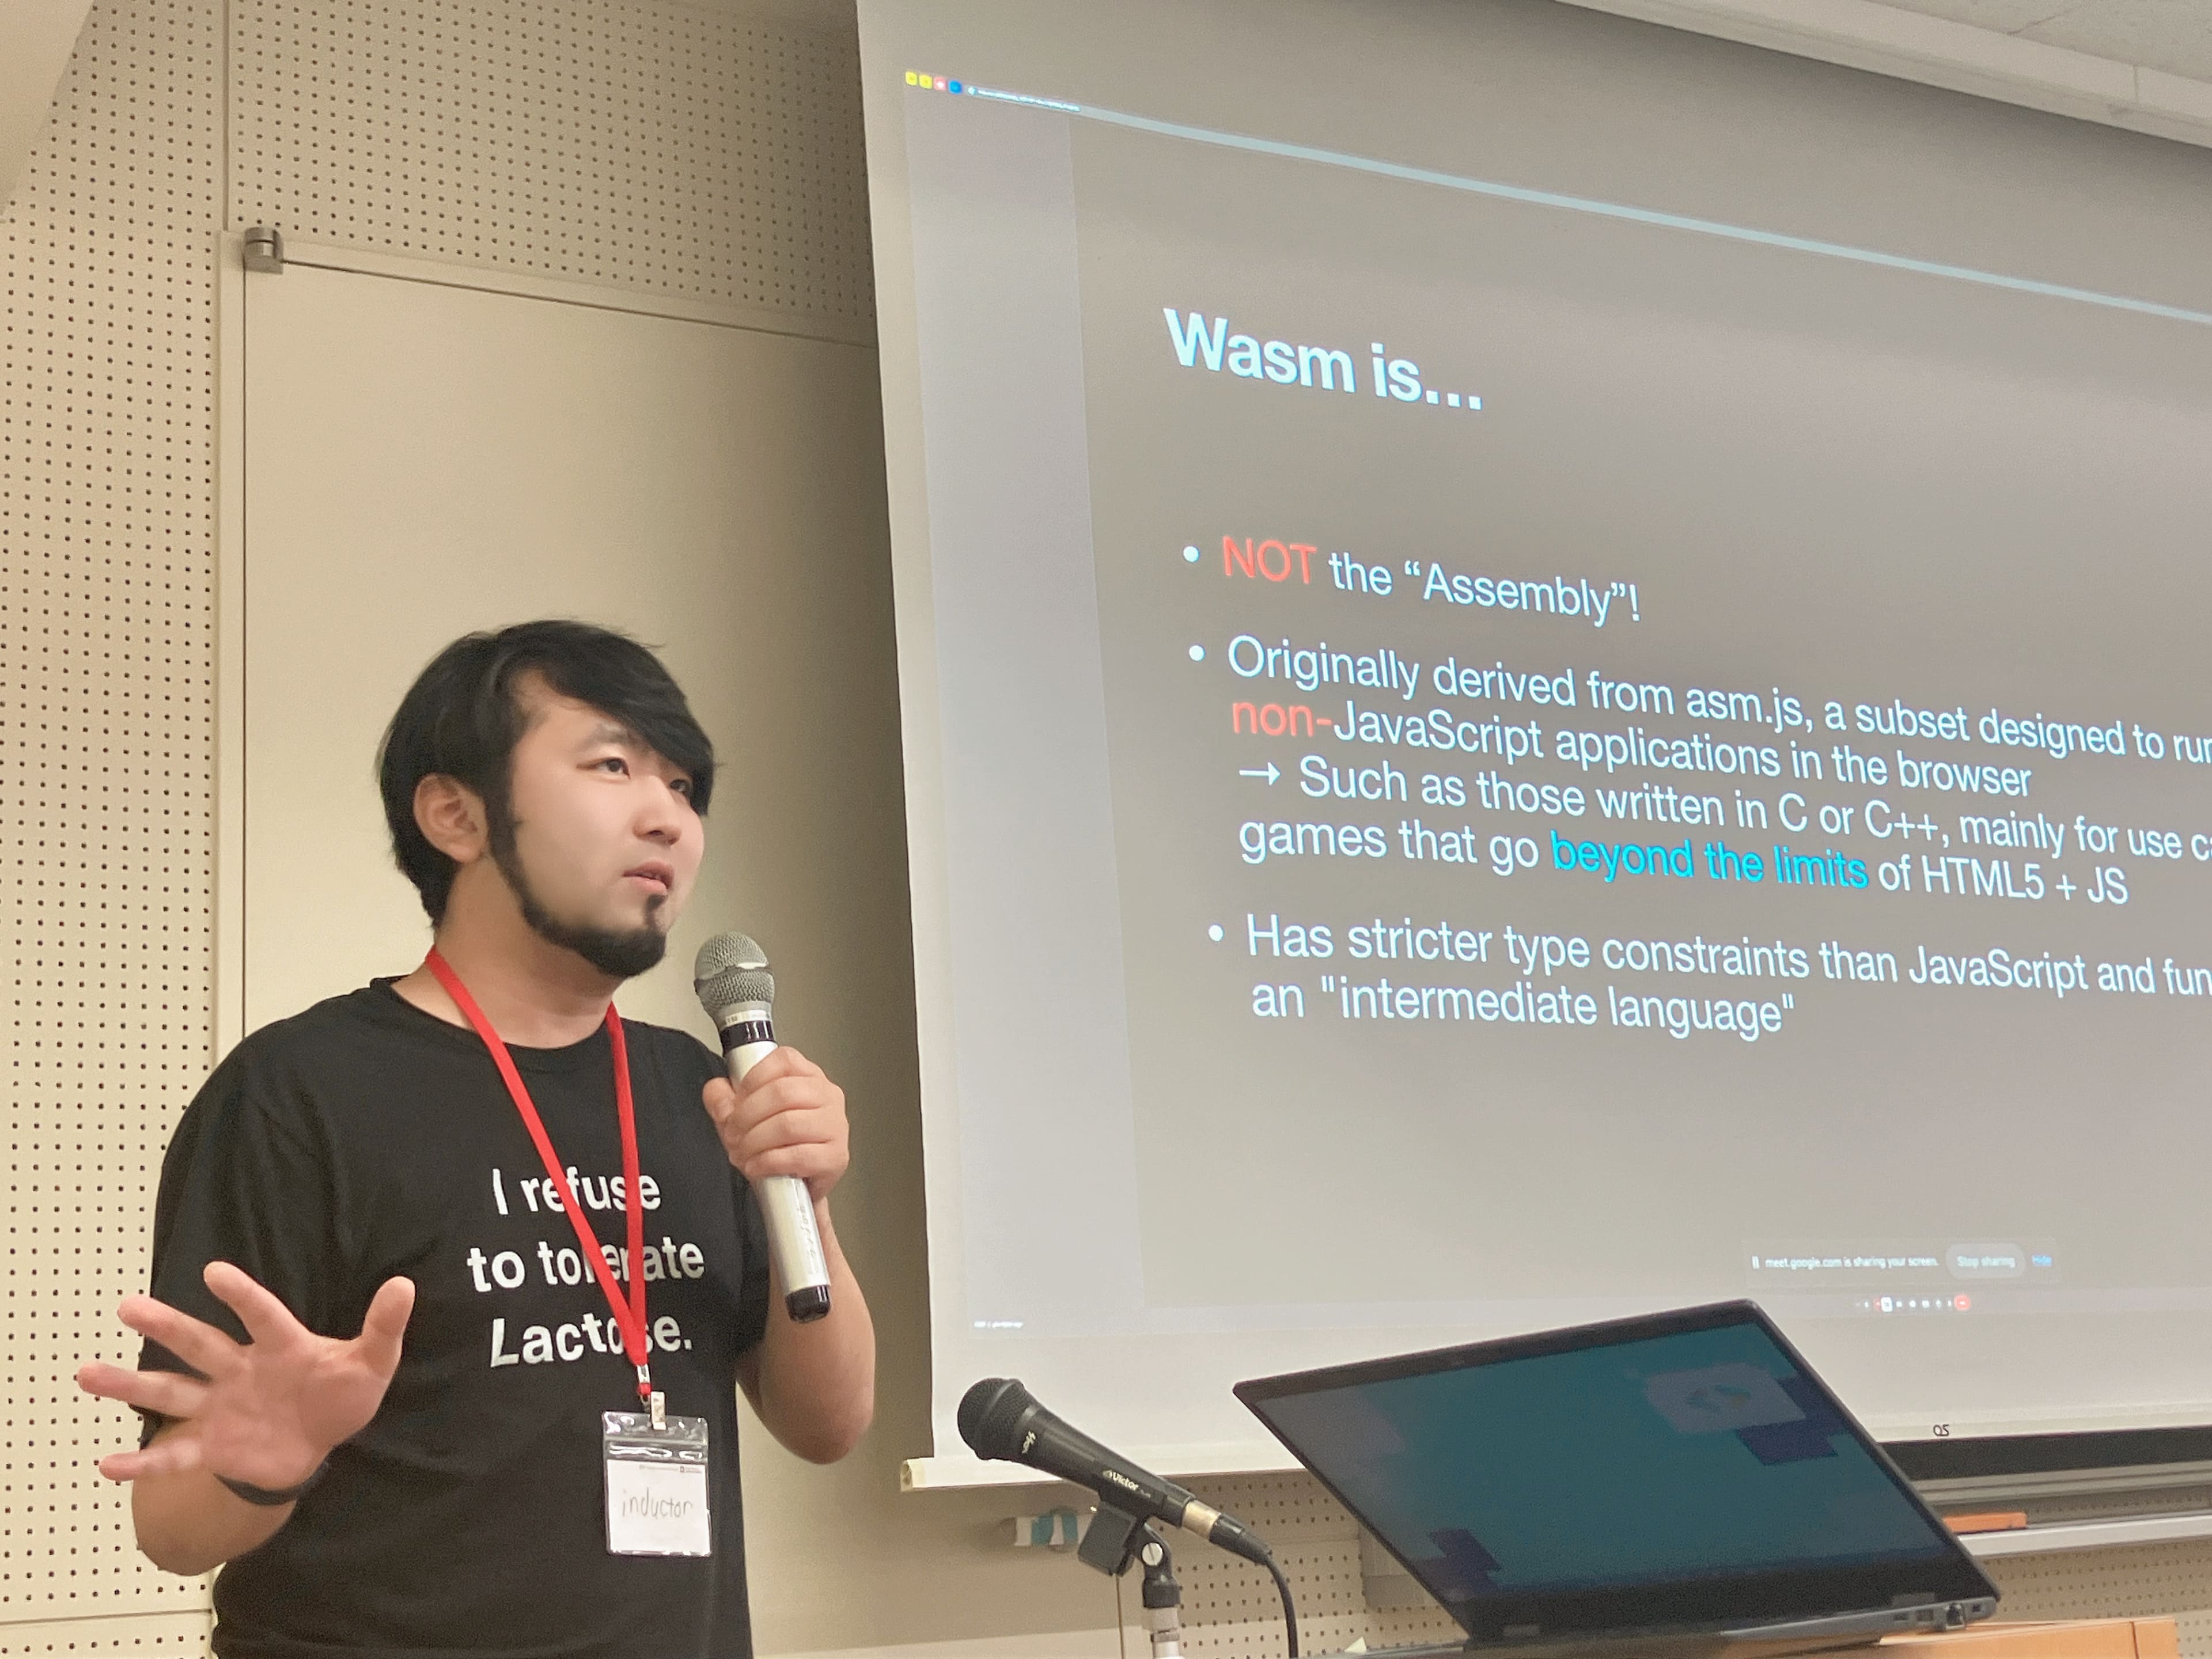 Wasm is...
• NOT the “Assembly”!
• Originally derived from asm.js, a subset designed to run
non-JavaScript applications in the browser
→ Such as those written in C or C++, mainly for use
games that go beyond the limits of HTML5 + JS
• Has stricter type constraints than JavaScript and
an "intermediate language"
meet.google.com is sharing your screen. Stop sharing Hide
I refuse
to tolerate
Lactose.
inductor
Victor